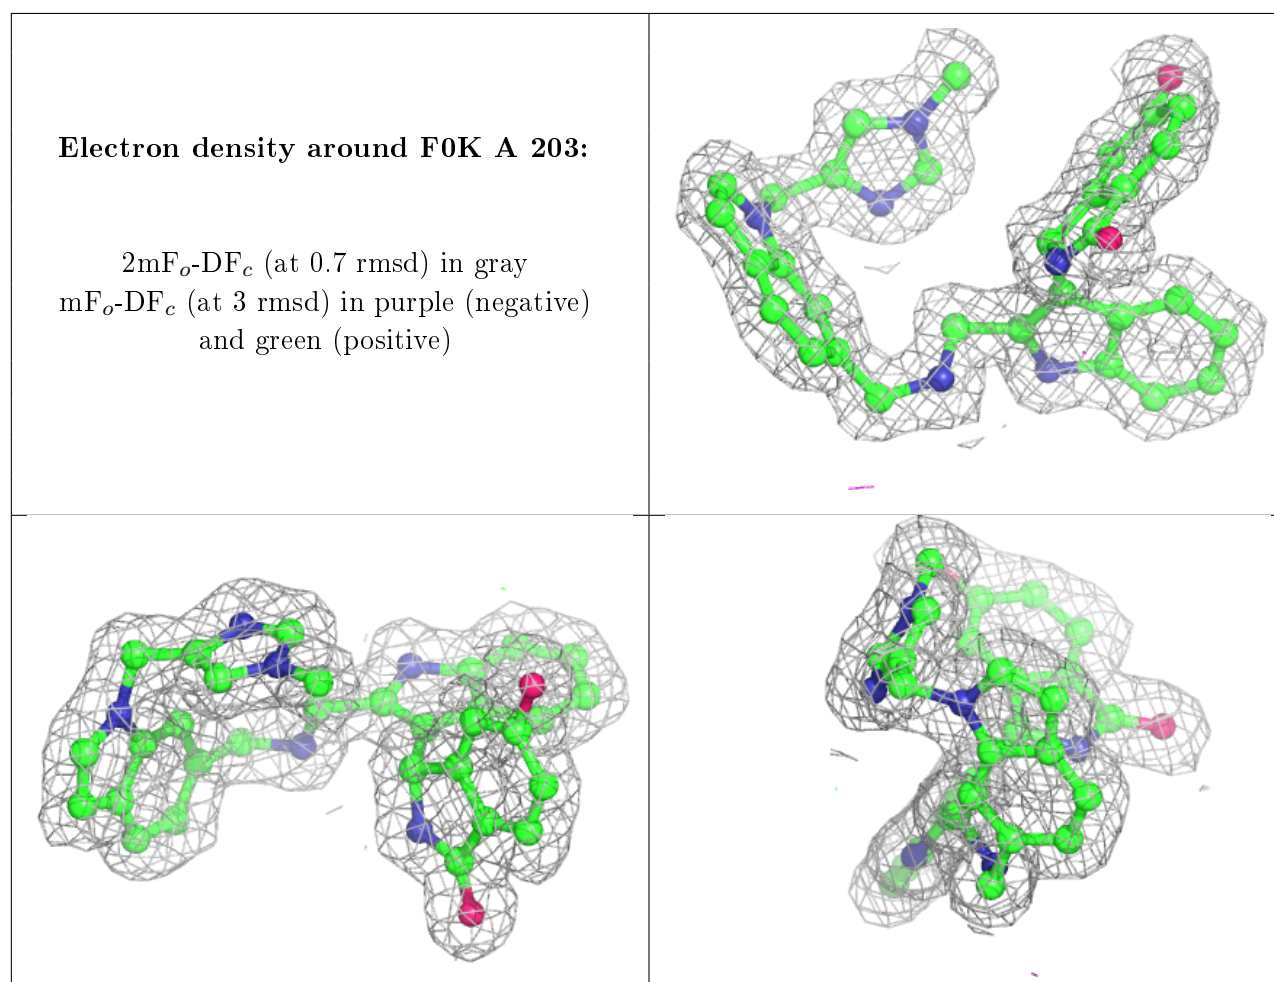 Electron density around F0K A 203:
2mFo-DFc (at 0.7 rmsd) in gray
mFo-DFc (at 3 rmsd) in purple (negative)
and green (positive)